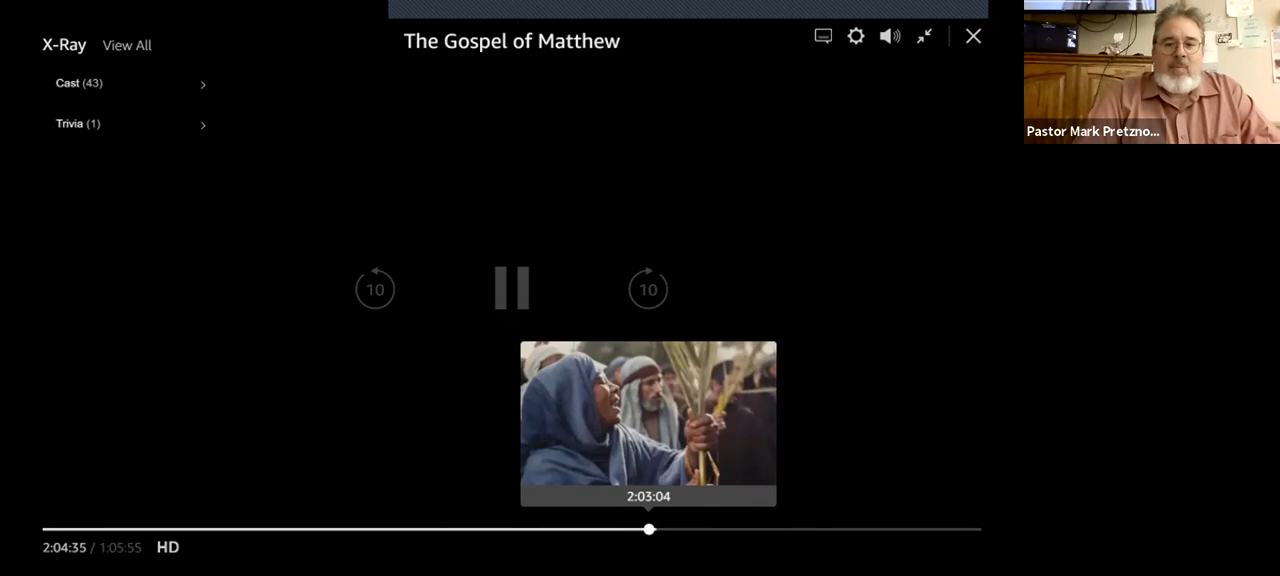 X-Ray View All
The Gospel of Matthew
Cast (43)
Trivia (1)
Pastor Mark Pretzno...
10
10
2:03:04
2:04:35 / 1:05:55 HD